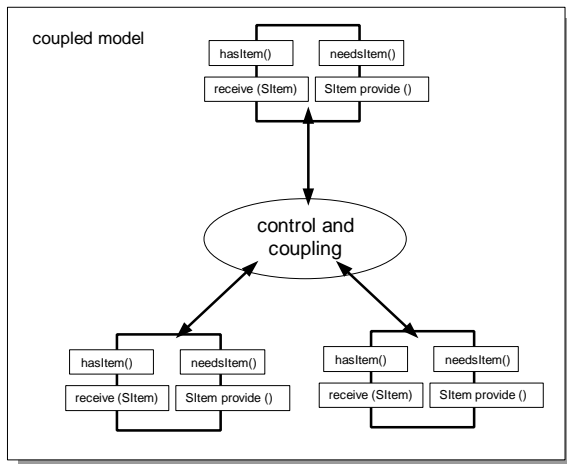 coupled model
hasItem()
needsItem()
receive (SItem)
SItem provide ()
control and
coupling
hasItem()
needsItem()
receive (SItem)
SItem provide ()
hasItem()
needsItem()
receive (SItem)
SItem provide ()